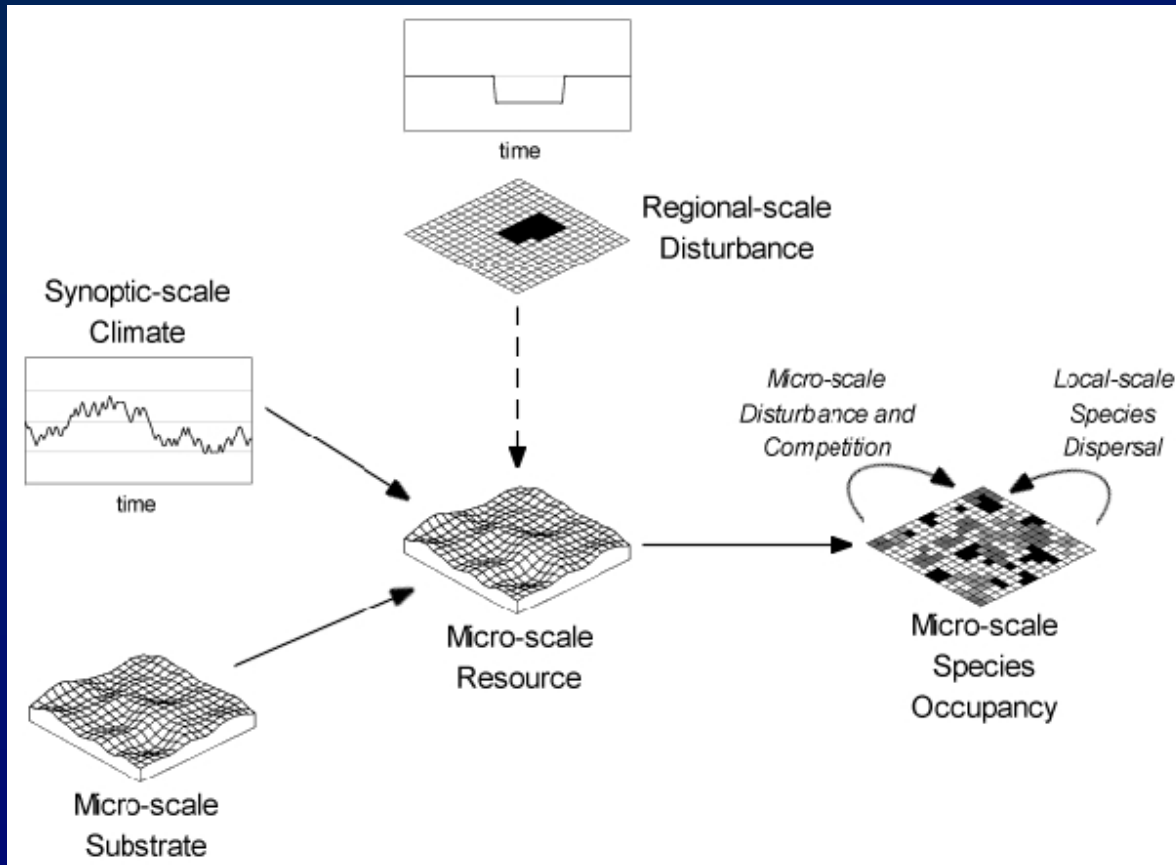 time
Regional-scale
Disturbance
Synoptic-scale
Climate
time
Micro-scale
Disturbance and
Competition
Local-scale
Species
Dispersal
Micro-scale
Resource
Micro-scale
Species
Occupancy
Micro-scale
Substrate